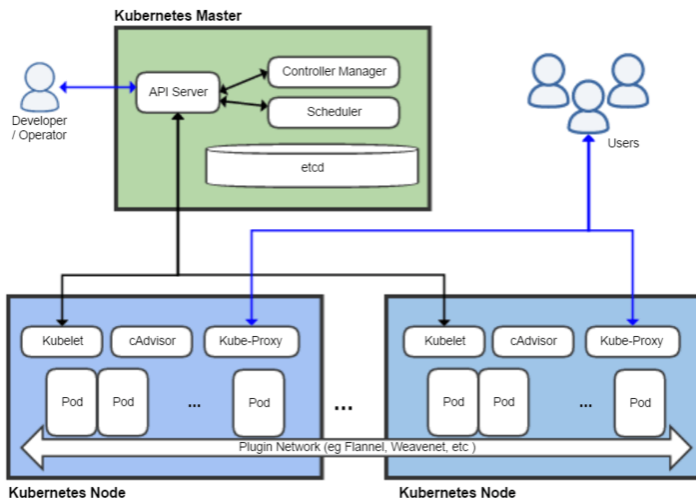 Kubernetes Master
API Server
Controller Manager
Scheduler
etcd
Developer
/ Operator
Users
Kubelet
cAdvisor
Kube-Proxy
Kubelet
cAdvisor
Kube-Proxy
Pod
Pod
...
Pod
...
Pod
Pod
...
Pod
Plugin Network (eg Flannel, Weavenet, etc )
Kubernetes Node
Kubernetes Node